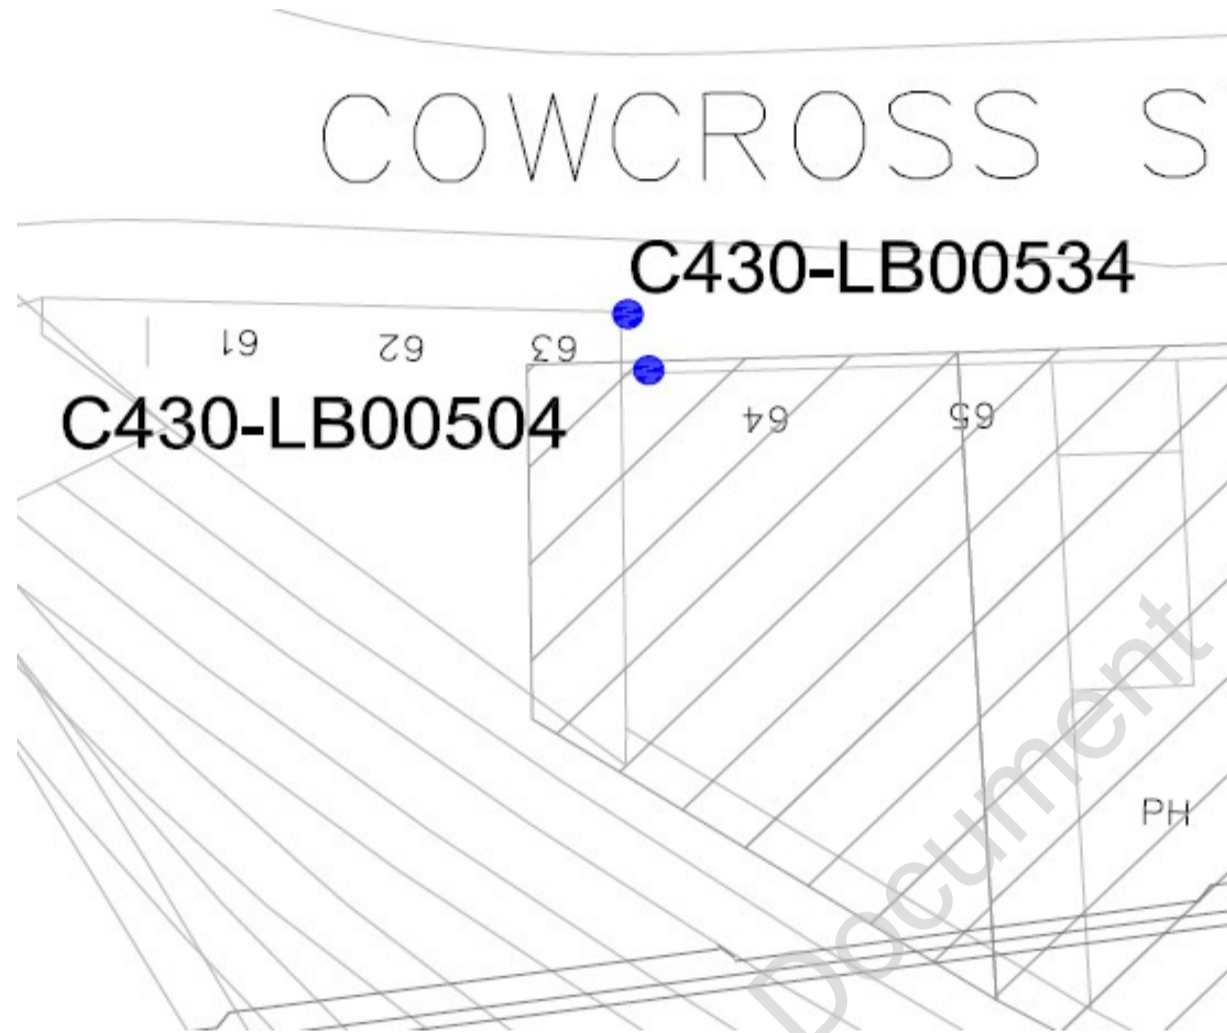 COWCROSS S
C430-LB00534
61 62 63
C430-LB00504
64 65
PH
Document